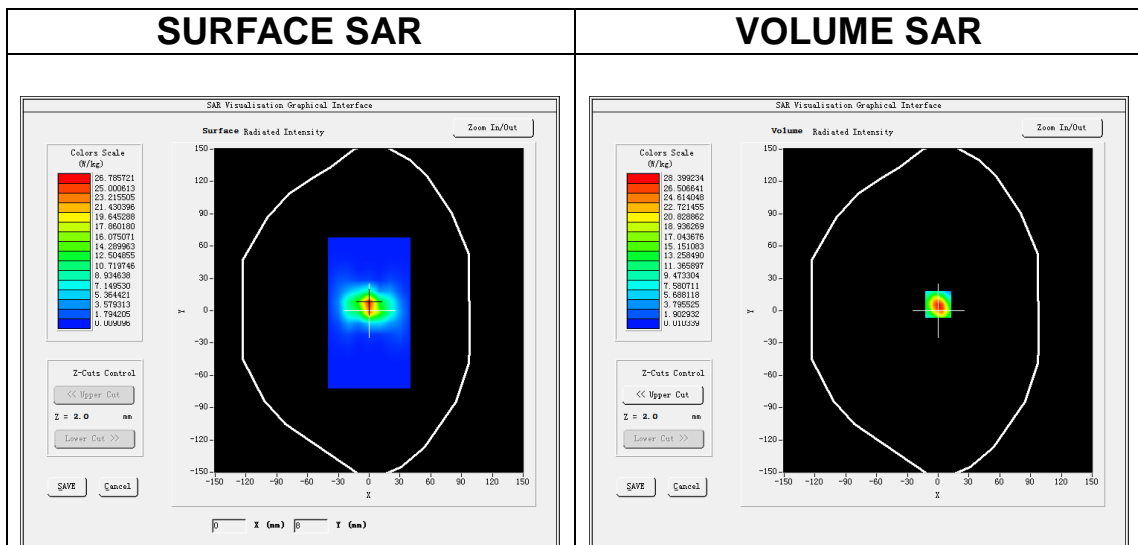 SURFACE SAR
SAR Visualisation Graphical Interface
Surface Radiated Intensity
Zoom In/Out
Colors Scale
(W/kg)
26.785721
25.000613
23.215505
21.430396
19.645288
17.860180
16.075071
14.289963
12.504855
10.719746
8.934638
7.149530
5.364421
3.579313
1.794205
0.009096
Z-Cuts Control
<< Upper Cut
Z = 2.0 mm
Lower Cut >>
SAVE
Cancel
150
120
90
60
30
0
-30
-60
-90
-120
-150
Y
-150 -120 -90 -60 -30 0 30 60 90 120 150
X
0 X (mm) 8 Y (mm)
VOLUME SAR
SAR Visualisation Graphical Interface
Volume Radiated Intensity
Zoom In/Out
Colors Scale
(W/kg)
28.399234
26.506641
24.614048
22.721455
20.828862
18.936269
17.043676
15.151083
13.258490
11.365897
9.473304
7.580711
5.688118
3.795525
1.902932
0.010339
Z-Cuts Control
<< Upper Cut
Z = 2.0 mm
Lower Cut >>
SAVE
Cancel
150
120
90
60
30
0
-30
-60
-90
-120
-150
Y
-150 -120 -90 -60 -30 0 30 60 90 120 150
X